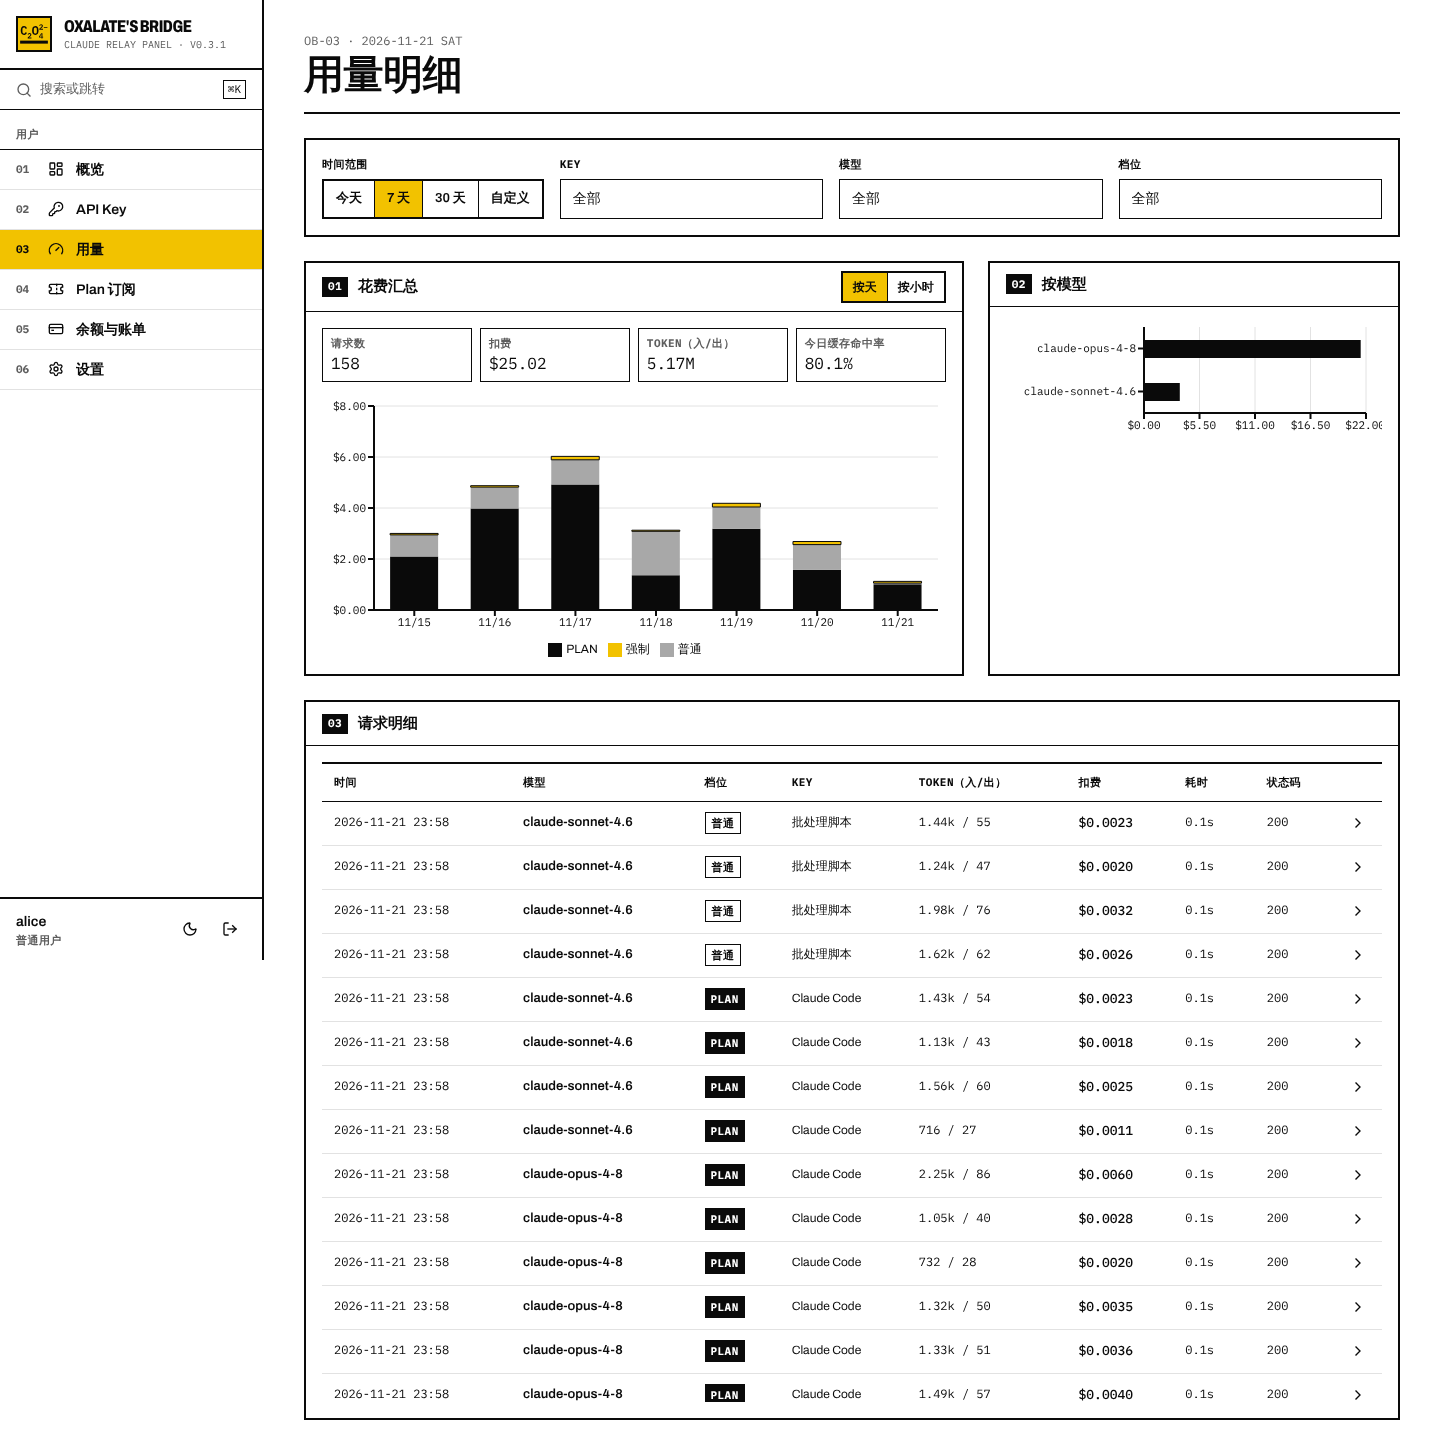 C₂O₄²⁻
OXALATE'S BRIDGE
CLAUDE RELAY PANEL · V0.3.1
搜索或跳转 ⌘K
用户
01 概览
02 API Key
03 用量
04 Plan 订阅
05 余额与账单
06 设置
alice
普通用户
OB-03 · 2026-11-21 SAT
用量明细
时间范围 KEY 模型 档位
今天 7 天 30 天 自定义 全部 全部 全部
01 花费汇总 按天 按小时
请求数 扣费 TOKEN（入/出） 今日缓存命中率
158 $25.02 5.17M 80.1%
$8.00
$6.00
$4.00
$2.00
$0.00
11/15 11/16 11/17 11/18 11/19 11/20 11/21
PLAN 强制 普通
02 按模型
claude-opus-4-8
claude-sonnet-4.6
$0.00 $5.50 $11.00 $16.50 $22.00
03 请求明细
时间 模型 档位 KEY TOKEN（入/出） 扣费 耗时 状态码
2026-11-21 23:58 claude-sonnet-4.6 普通 批处理脚本 1.44k / 55 $0.0023 0.1s 200
2026-11-21 23:58 claude-sonnet-4.6 普通 批处理脚本 1.24k / 47 $0.0020 0.1s 200
2026-11-21 23:58 claude-sonnet-4.6 普通 批处理脚本 1.98k / 76 $0.0032 0.1s 200
2026-11-21 23:58 claude-sonnet-4.6 普通 批处理脚本 1.62k / 62 $0.0026 0.1s 200
2026-11-21 23:58 claude-sonnet-4.6 PLAN Claude Code 1.43k / 54 $0.0023 0.1s 200
2026-11-21 23:58 claude-sonnet-4.6 PLAN Claude Code 1.13k / 43 $0.0018 0.1s 200
2026-11-21 23:58 claude-sonnet-4.6 PLAN Claude Code 1.56k / 60 $0.0025 0.1s 200
2026-11-21 23:58 claude-sonnet-4.6 PLAN Claude Code 716 / 27 $0.0011 0.1s 200
2026-11-21 23:58 claude-opus-4-8 PLAN Claude Code 2.25k / 86 $0.0060 0.1s 200
2026-11-21 23:58 claude-opus-4-8 PLAN Claude Code 1.05k / 40 $0.0028 0.1s 200
2026-11-21 23:58 claude-opus-4-8 PLAN Claude Code 732 / 28 $0.0020 0.1s 200
2026-11-21 23:58 claude-opus-4-8 PLAN Claude Code 1.32k / 50 $0.0035 0.1s 200
2026-11-21 23:58 claude-opus-4-8 PLAN Claude Code 1.33k / 51 $0.0036 0.1s 200
2026-11-21 23:58 claude-opus-4-8 PLAN Claude Code 1.49k / 57 $0.0040 0.1s 200